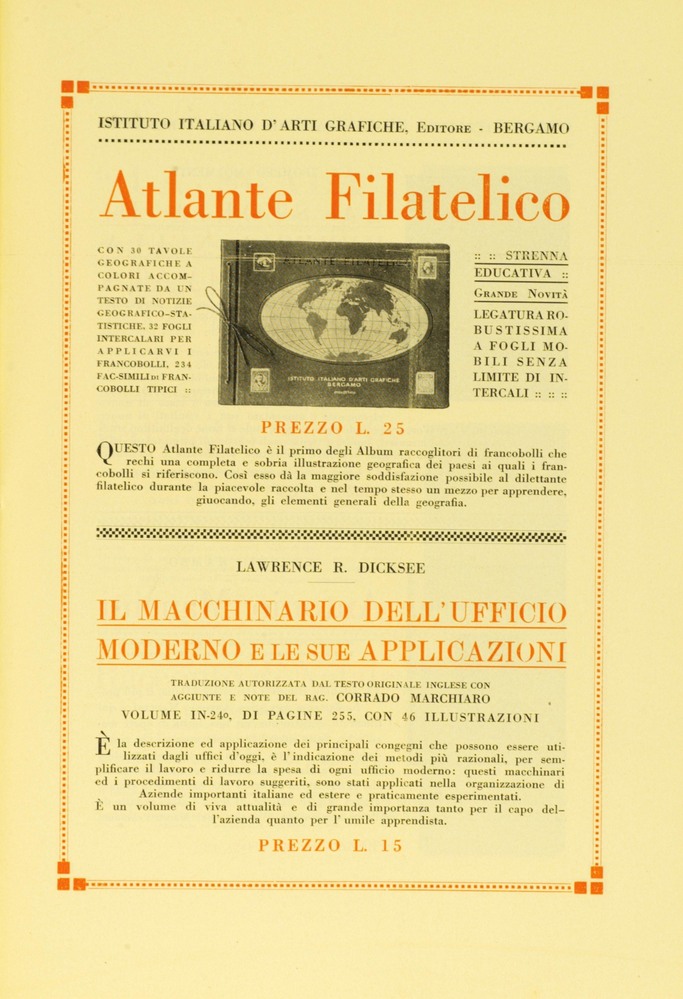 ISTITUTO ITALIANO D'ARTI GRAFICHE, EDITORE - BERGAMO
Atlante Filatelico
CON 30 TAVOLE
GEOGRAFICHE A
COLORI ACCOM-
PAGNATE DA UN
TESTO DI NOTIZIE
GEOGRAFICO-STA-
TISTICHE, 32 FOGLI
INTERCALARI PER
APPLICARVI I
FRANCOBOLLI, 234
FAC-SIMILI DI FRAN-
COBOLLI TIPICI ::
ATLANTE FILATELICO
ISTITUTO ITALIANO D'ARTI GRAFICHE
BERGAMO
:: :: STRENNA
EDUCATIVA ::
GRANDE NOVITÀ
LEGATURA RO-
BUSTISSIMA
A FOGLI MO-
BILI SENZA
LIMITE DI IN-
TERCALI :: :: ::
PREZZO L. 25
QUESTO Atlante Filatelico è il primo degli Album raccoglitori di francobolli che
rechi una completa e sobria illustrazione geografica dei paesi ai quali i fran-
cobolli si riferiscono. Così esso dà la maggiore soddisfazione possibile al dilettante
filatelico durante la piacevole raccolta e nel tempo stesso un mezzo per apprendere,
giuocando, gli elementi generali della geografia.
LAWRENCE R. DICKSEE
IL MACCHINARIO DELL'UFFICIO
MODERNO E LE SUE APPLICAZIONI
TRADUZIONE AUTORIZZATA DAL TESTO ORIGINALE INGLESE CON
AGGIUNTE E NOTE DEL RAG. CORRADO MARCHIARO
VOLUME IN-24º, DI PAGINE 255, CON 46 ILLUSTRAZIONI
È la descrizione ed applicazione dei principali congegni che possono essere uti-
lizzati dagli uffici d'oggi, è l'indicazione dei metodi più razionali, per sem-
plificare il lavoro e ridurre la spesa di ogni ufficio moderno: questi macchinari
ed i procedimenti di lavoro suggeriti, sono stati applicati nella organizzazione di
Aziende importanti italiane ed estere e praticamente esperimentati.
È un volume di viva attualità e di grande importanza tanto per il capo del-
l'azienda quanto per l'umile apprendista.
PREZZO L. 15